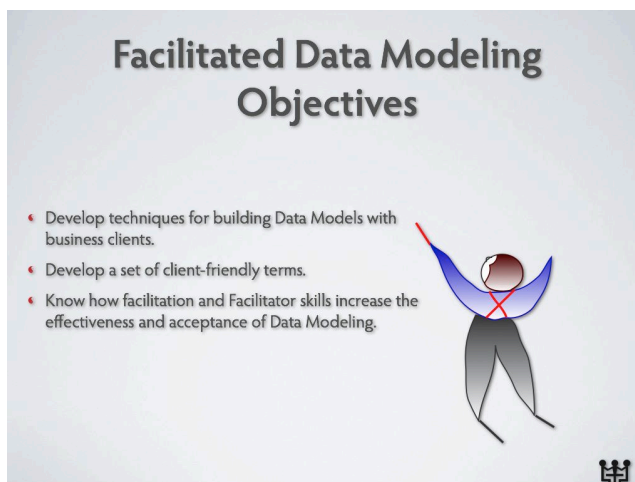 Facilitated Data Modeling
Objectives
Develop techniques for building Data Models with
business clients.
Develop a set of client-friendly terms.
Know how facilitation and Facilitator skills increase the
effectiveness and acceptance of Data Modeling.